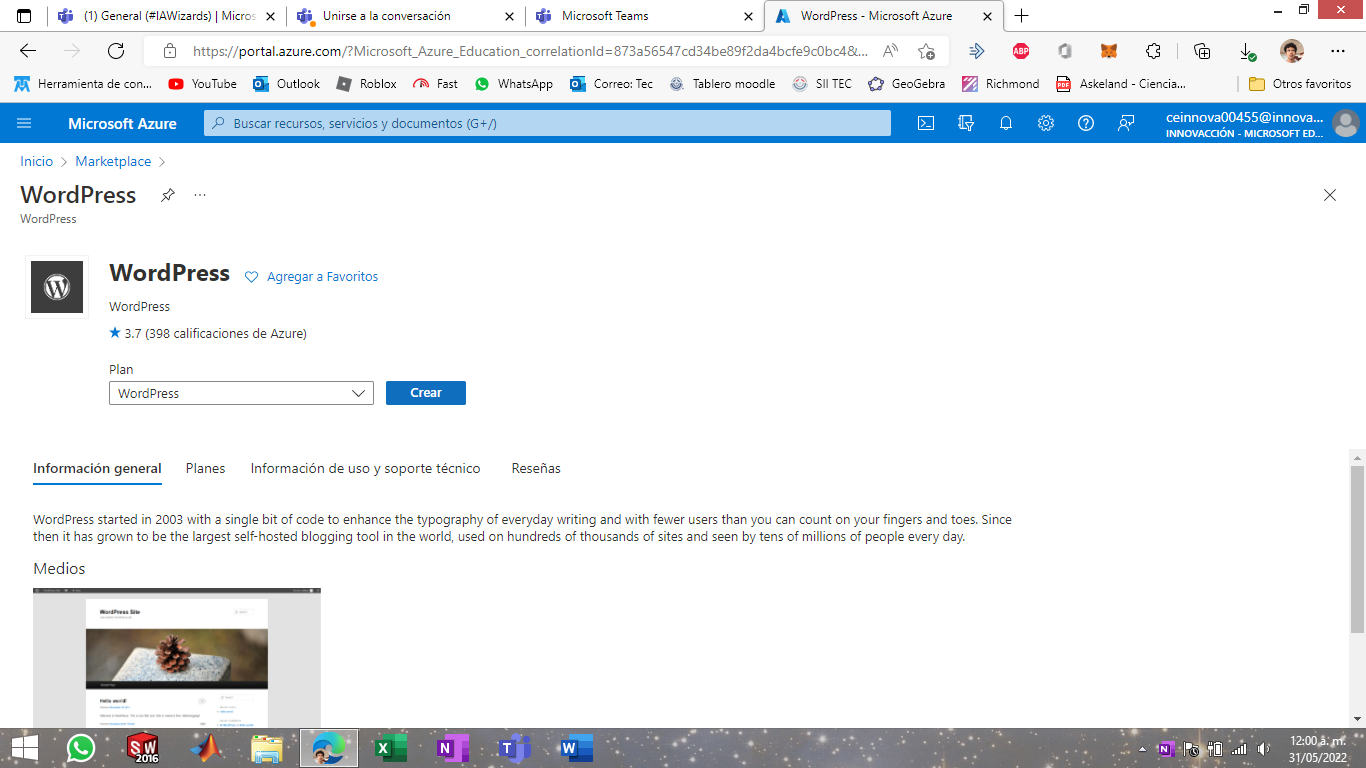 (1) General (#IAWizards) | Micros
Unirse a la conversación
Microsoft Teams
WordPress - Microsoft Azure
https://portal.azure.com/?Microsoft_Azure_Education_correlationId=873a56547cd34be89f2da4bcfe9c0bc4&...
Herramienta de con...
YouTube
Outlook
Roblox
Fast
WhatsApp
Correo: Tec
Tablero moodle
SII TEC
GeoGebra
Richmond
Askeland - Ciencia...
Otros favoritos
Microsoft Azure
Buscar recursos, servicios y documentos (G+/)
ceinnova00455@innova...
INNOVACCIÓN - MICROSOFT ED...
Inicio > Marketplace >
WordPress
WordPress
WordPress
Agregar a Favoritos
WordPress
3.7 (398 calificaciones de Azure)
Plan
WordPress
Crear
Información general
Planes
Información de uso y soporte técnico
Reseñas
WordPress started in 2003 with a single bit of code to enhance the typography of everyday writing and with fewer users than you can count on your fingers and toes. Since
then it has grown to be the largest self-hosted blogging tool in the world, used on hundreds of thousands of sites and seen by tens of millions of people every day.
Medios
WordPress Site
Hello world!
12:00 a. m.
31/05/2022